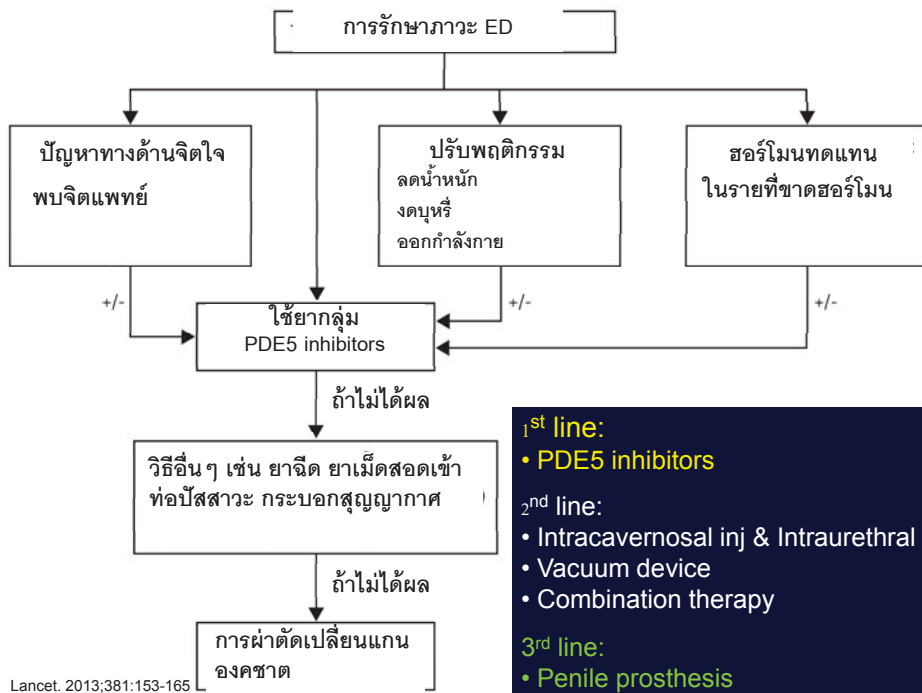 การรักษาภาวะ ED
ปัญหาทางด้านจิตใจ
พบจิตแพทย์
ปรับพฤติกรรม
ลดน้ำหนัก
งดบุหรี่
ออกกำลังกาย
ฮอร์โมนทดแทน
ในรายที่ขาดฮอร์โมน
+/-
+/-
+/-
ใช้ยากลุ่ม
PDE5 inhibitors
ถ้าไม่ได้ผล
วิธีอื่นๆ เช่น ยาฉีด ยาเม็ดสอดเข้า
ท่อปัสสาวะ กระบอกสุญญากาศ
ถ้าไม่ได้ผล
การผ่าตัดเปลี่ยนแกน
องคชาต
Lancet. 2013;381:153-165
1st line:
• PDE5 inhibitors
2nd line:
• Intracavernosal inj & Intraurethral
• Vacuum device
• Combination therapy
3rd line:
• Penile prosthesis